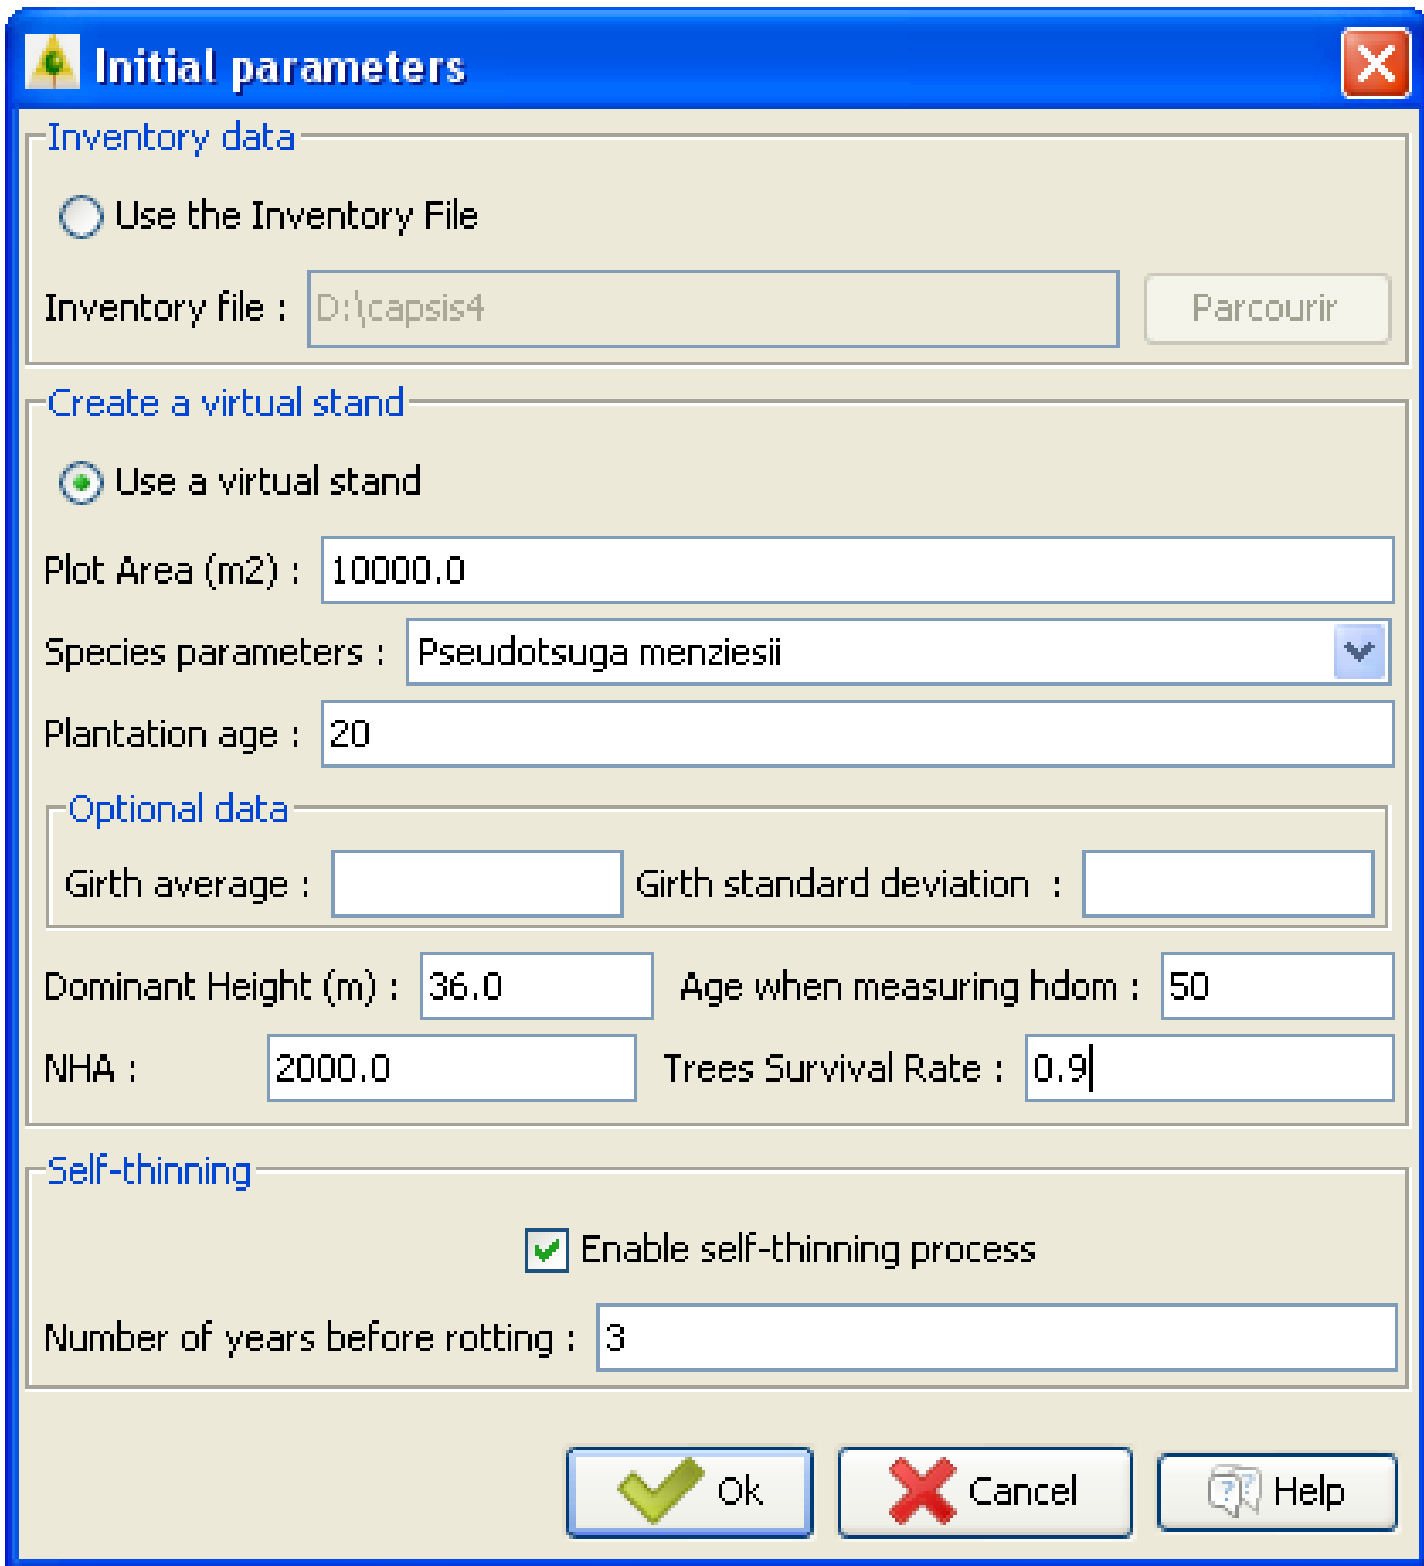 Initial parameters
Inventory data
Use the Inventory File
Inventory file : D:\capsis4 Parcourir
Create a virtual stand
Use a virtual stand
Plot Area (m2) : 10000.0
Species parameters : Pseudotsuga menziesii
Plantation age : 20
Optional data
Girth average : Girth standard deviation :
Dominant Height (m) : 36.0 Age when measuring hdom : 50
NHA : 2000.0 Trees Survival Rate : 0.9
Self-thinning
Enable self-thinning process
Number of years before rotting : 3
Ok Cancel Help